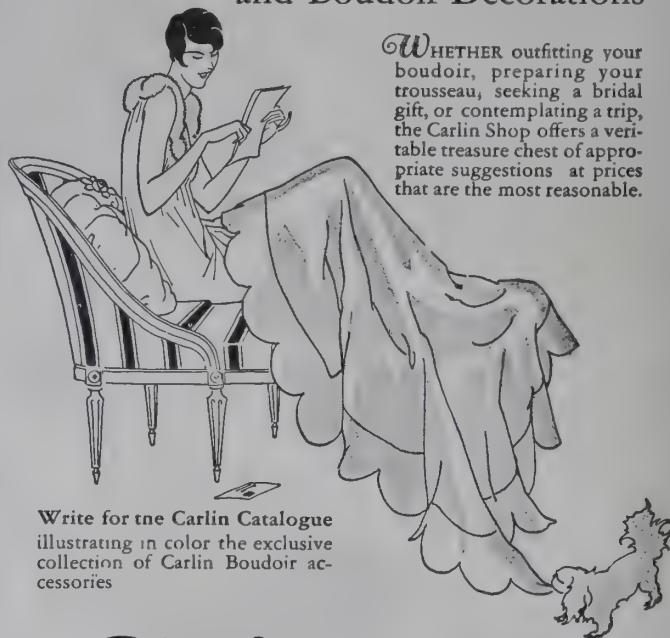 and Boudoir Decorations
WHETHER outfitting your
boudoir, preparing your
trousseau, seeking a bridal
gift, or contemplating a trip,
the Carlin Shop offers a veri-
table treasure chest of appro-
priate suggestions at prices
that are the most reasonable.
Write for the Carlin Catalogue
illustrating in color the exclusive
collection of Carlin Boudoir ac-
cessories